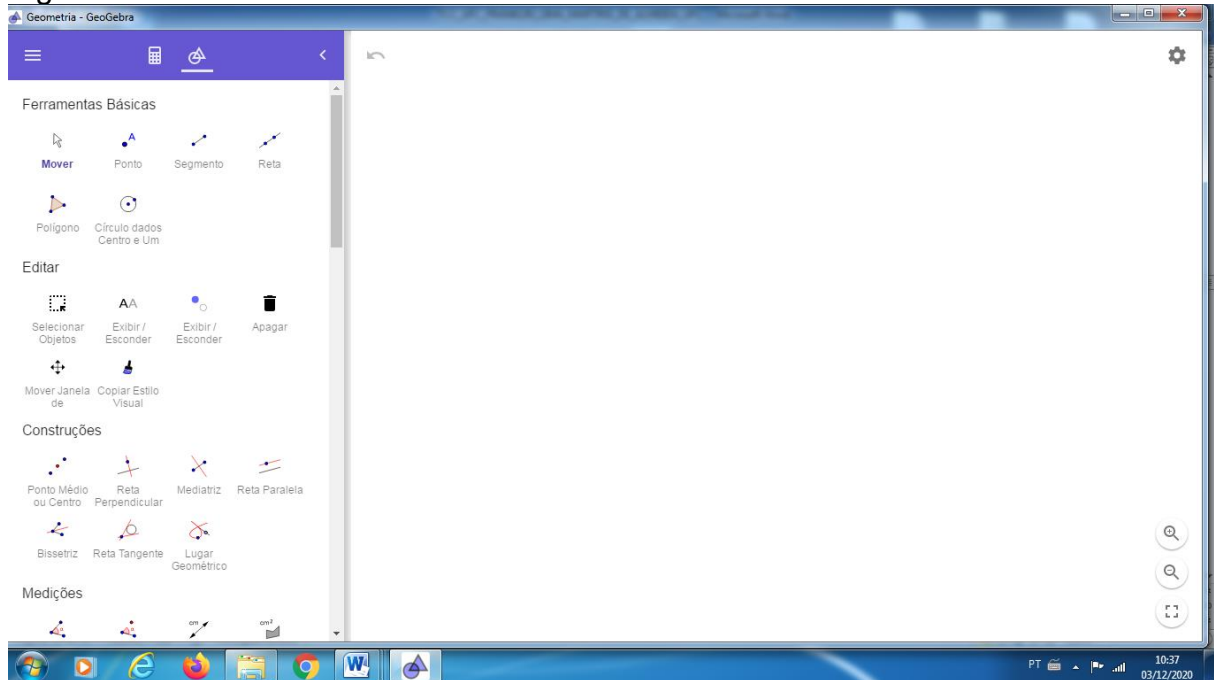 Geometria - GeoGebra
Ferramentas Básicas
A
Mover Ponto Segmento Reta
Polígono Círculo dados
Centro e Um
Editar
AA
Selecionar Exibir / Exibir / Apagar
Objetos Esconder Esconder
Mover Janela Copiar Estilo
de Visual
Construções
Ponto Médio Reta Mediatriz Reta Paralela
ou Centro Perpendicular
Bissetriz Reta Tangente Lugar
Geométrico
Medições
cm cm²
PT 10:37
03/12/2020